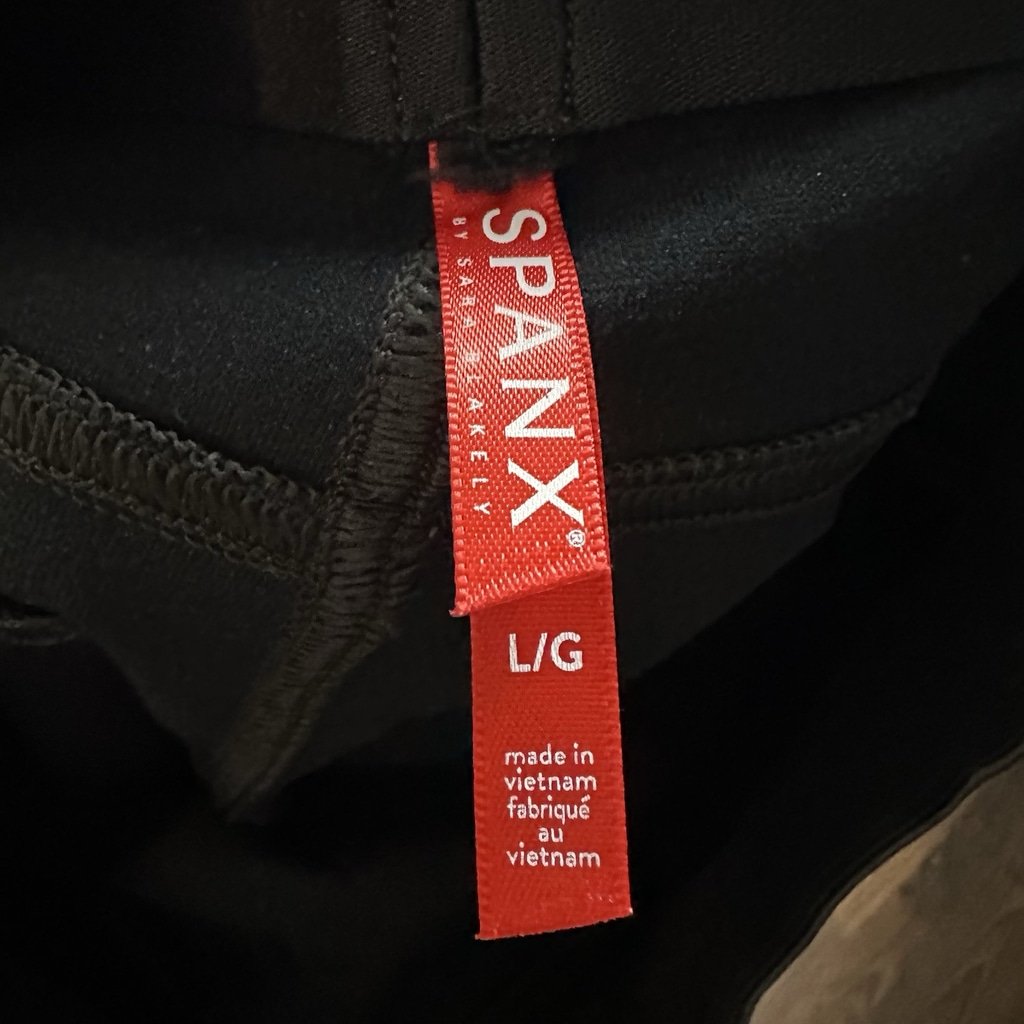 SPANX®
BY SARA BLAKELY
L/G
made in
vietnam
fabriqué
au
vietnam